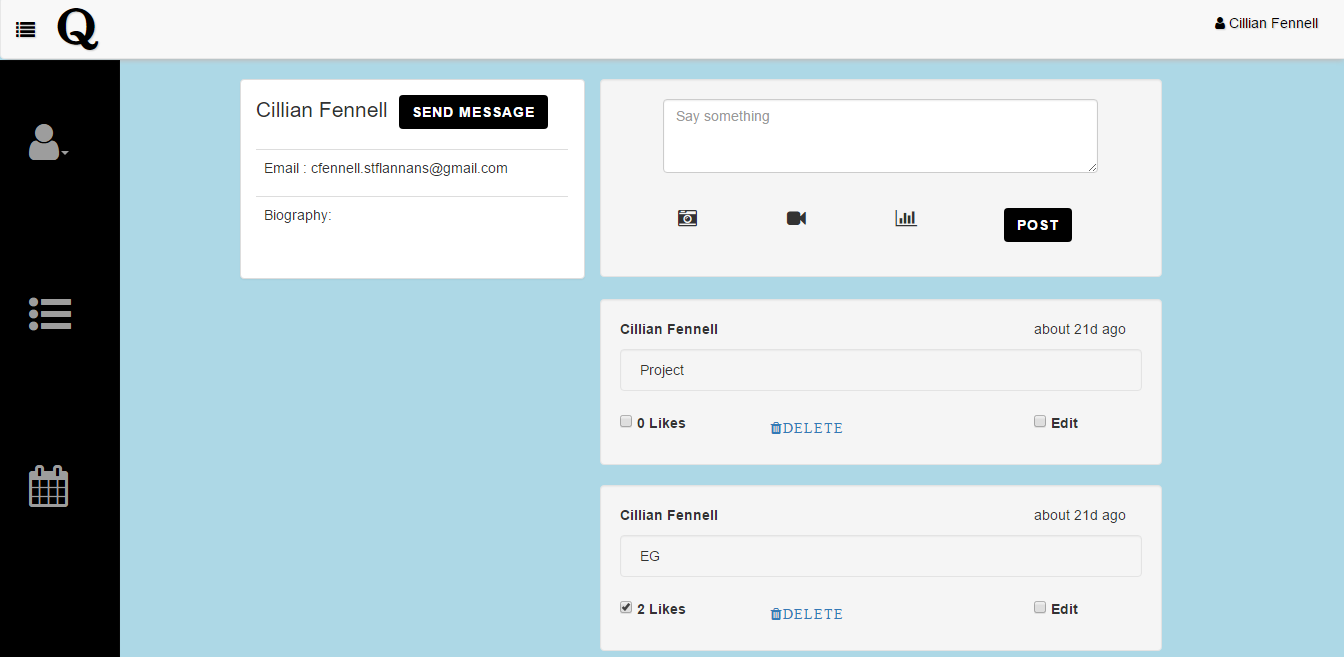 Q
Cillian Fennell
Cillian Fennell
SEND MESSAGE
Email : cfennell.stflannans@gmail.com
Biography:
Say something
POST
Cillian Fennell
about 21d ago
Project
0 Likes
DELETE
Edit
Cillian Fennell
about 21d ago
EG
2 Likes
DELETE
Edit